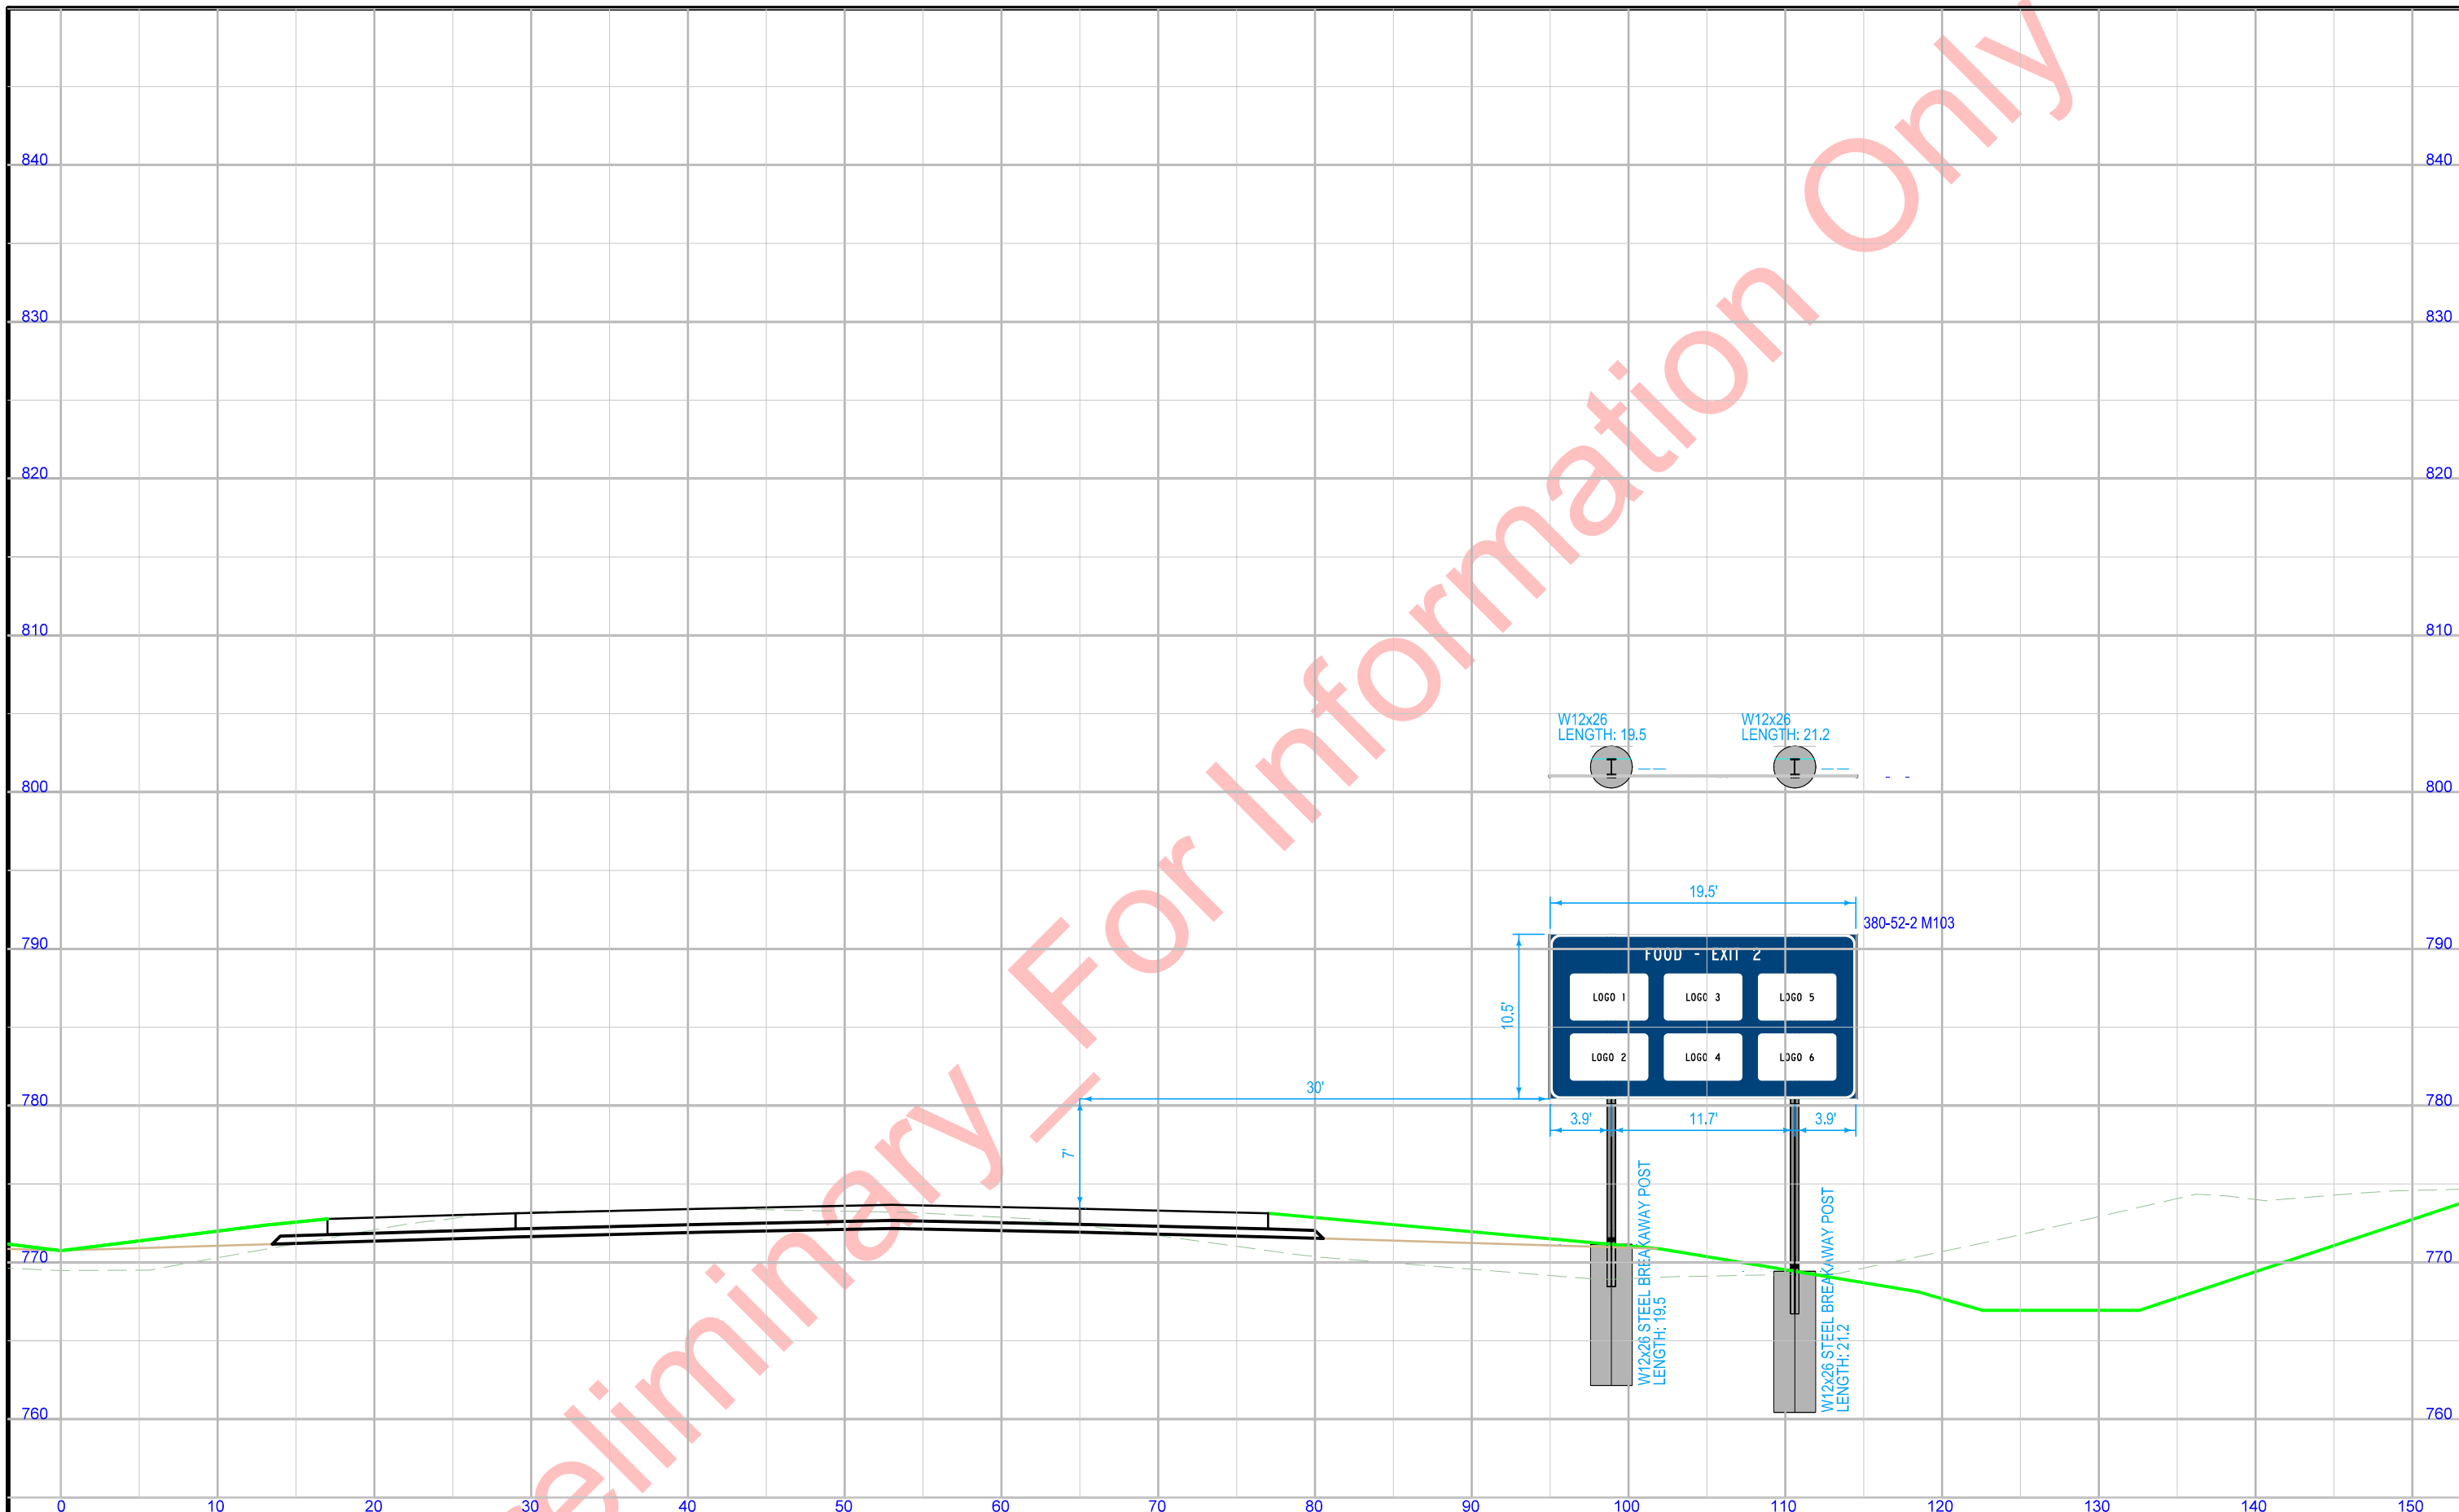 Preliminary_For Information Only
840 840
830 830
820 820
810 810
W12x26
LENGTH: 19.5
W12x26
LENGTH: 21.2
800 800
19.5'
380-52-2 M103
790 790
FOOD - EXIT 2
LOGO 1 LOGO 3 LOGO 5
10.5'
LOGO 2 LOGO 4 LOGO 6
30'
780 780
3.9' 11.7' 3.9'
7'
W12x26 STEEL BREAKAWAY POST
LENGTH: 19.5
W12x26 STEEL BREAKAWAY POST
LENGTH: 21.2
770 770
760 760
0 10 20 30 40 50 60 70 80 90 100 110 120 130 140 150